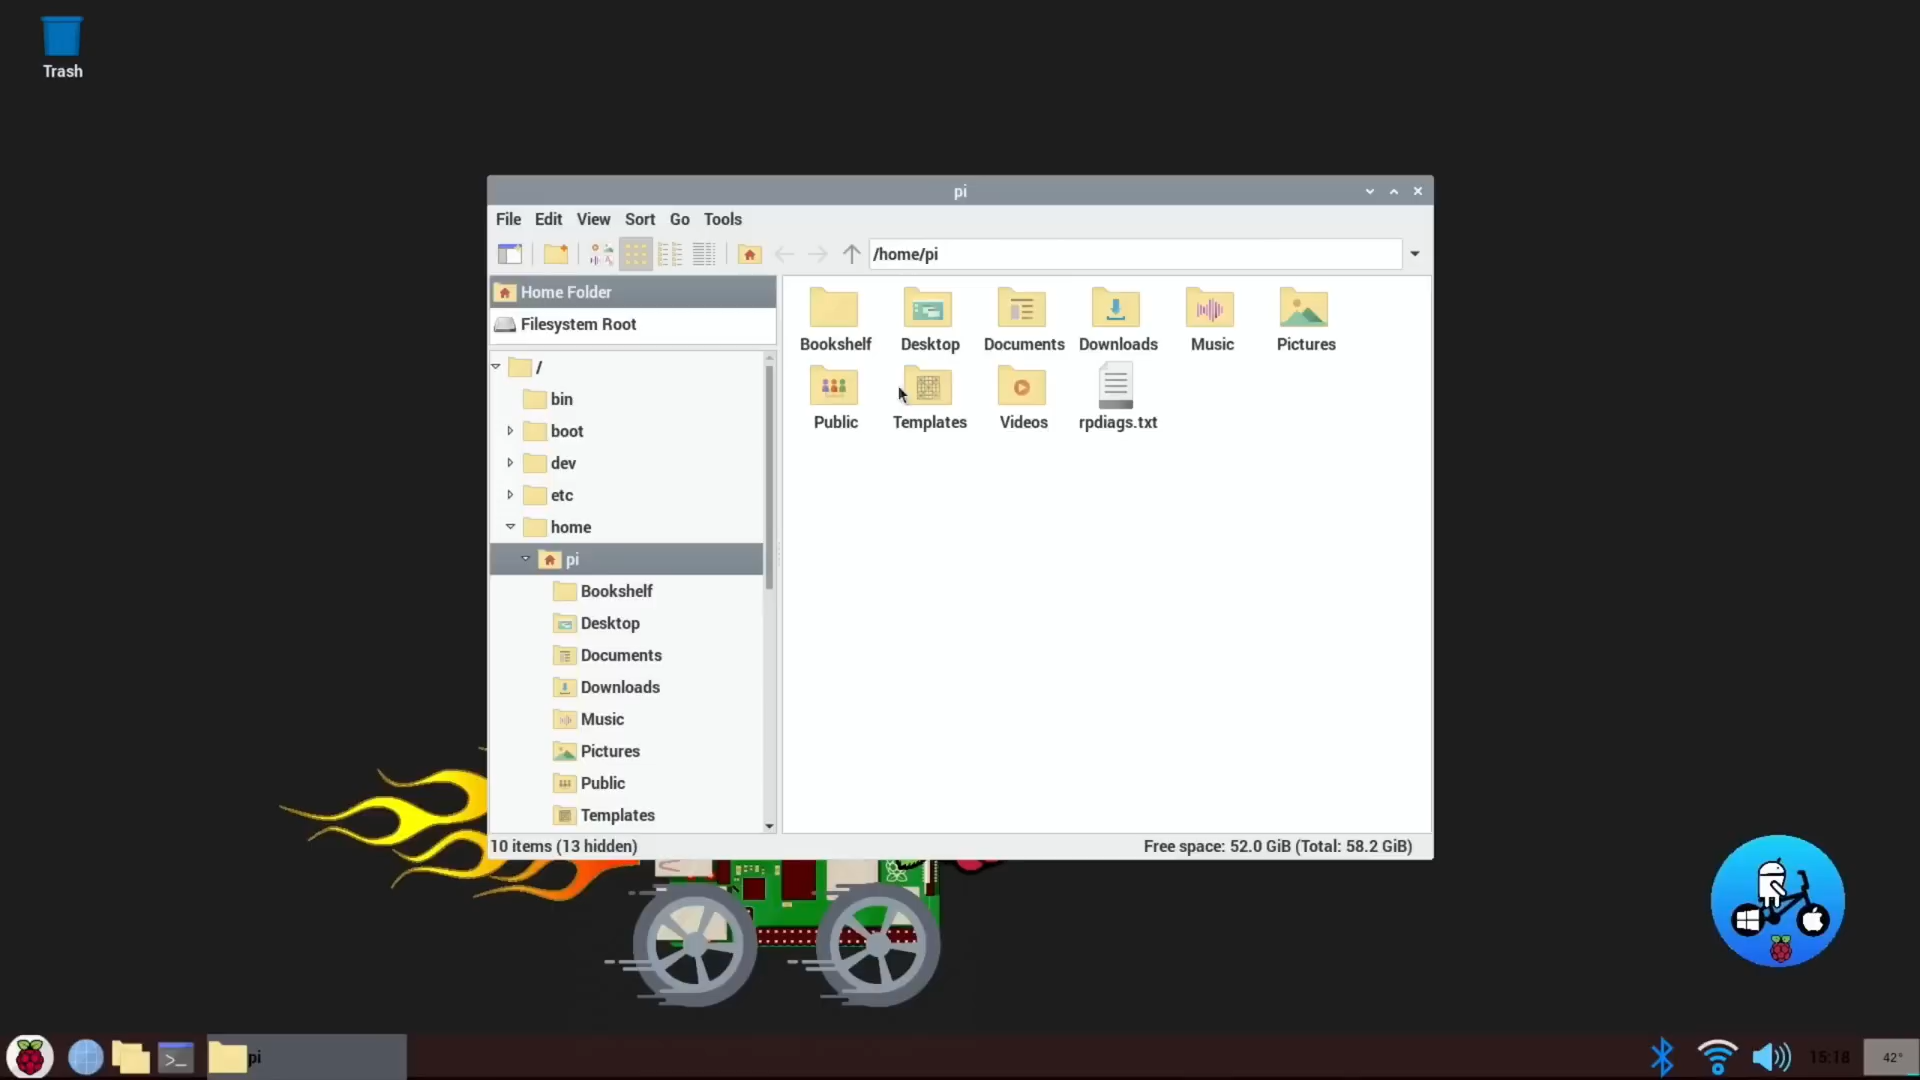 Trash
pi
File Edit View Sort Go Tools
/home/pi
Home Folder
Filesystem Root
/
bin
boot
dev
etc
home
pi
Bookshelf
Desktop
Documents
Downloads
Music
Pictures
Public
Templates
Bookshelf Desktop Documents Downloads Music Pictures
Public Templates Videos rpdiags.txt
10 items (13 hidden) Free space: 52.0 GiB (Total: 58.2 GiB)
>_ pi 15:18 42°